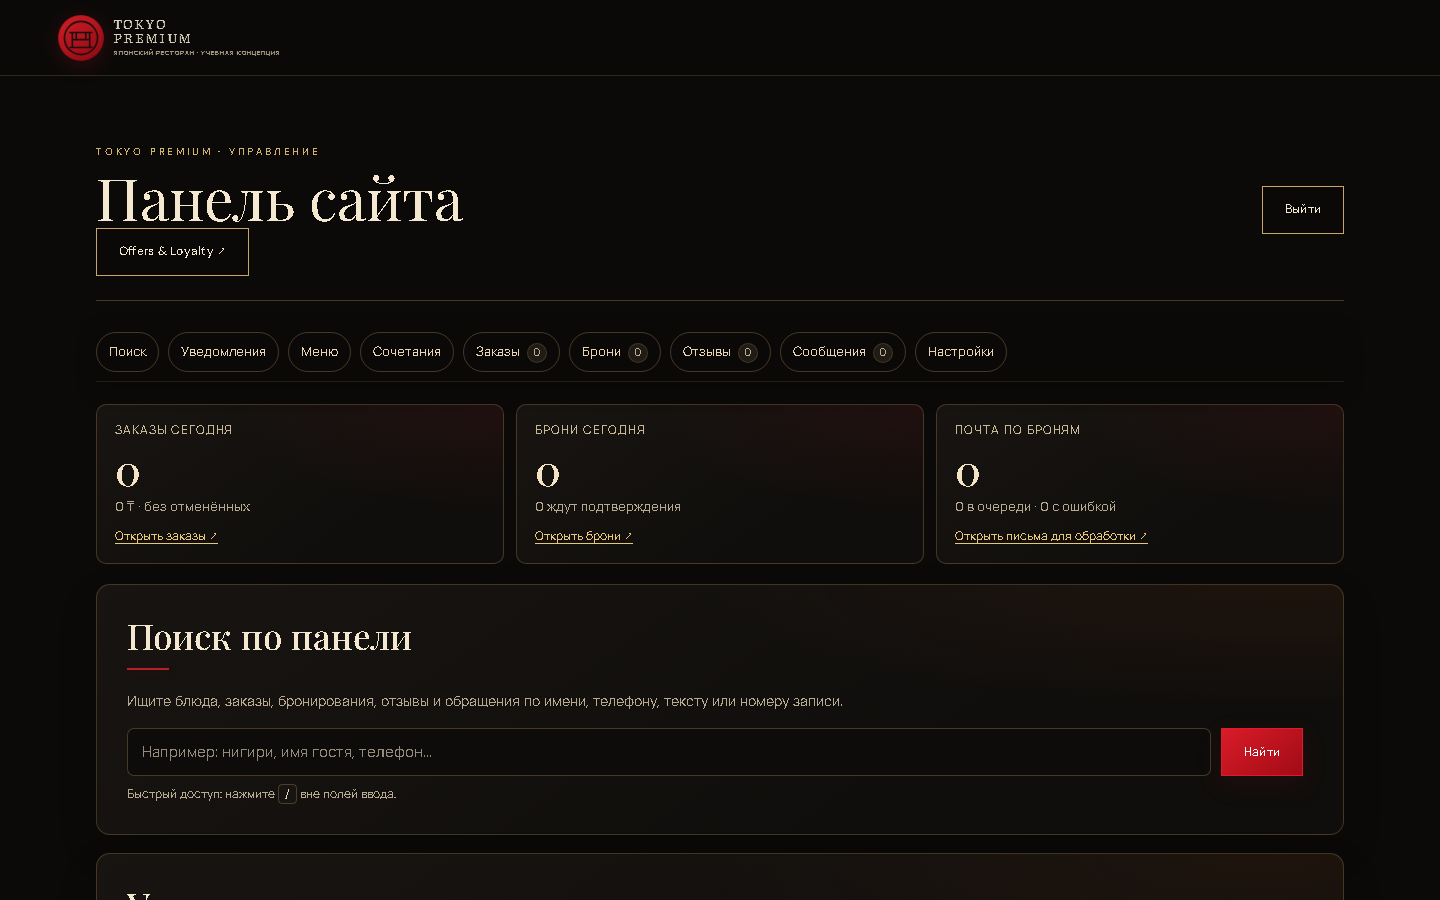 TOKYO
PREMIUM
ЯПОНСКИЙ РЕСТОРАН · УЧЕБНАЯ КОНЦЕПЦИЯ
TOKYO PREMIUM · УПРАВЛЕНИЕ
Панель сайта
Выйти
Offers & Loyalty ↗
Поиск
Уведомления
Меню
Сочетания
Заказы 0
Брони 0
Отзывы 0
Сообщения 0
Настройки
ЗАКАЗЫ СЕГОДНЯ
0
0 ₸ · без отменённых
Открыть заказы ↗
БРОНИ СЕГОДНЯ
0
0 ждут подтверждения
Открыть брони ↗
ПОЧТА ПО БРОНЯМ
0
0 в очереди · 0 с ошибкой
Открыть письма для обработки ↗
Поиск по панели
Ищите блюда, заказы, бронирования, отзывы и обращения по имени, телефону, тексту или номеру записи.
Например: нигири, имя гостя, телефон...
Найти
Быстрый доступ: нажмите / вне полей ввода.